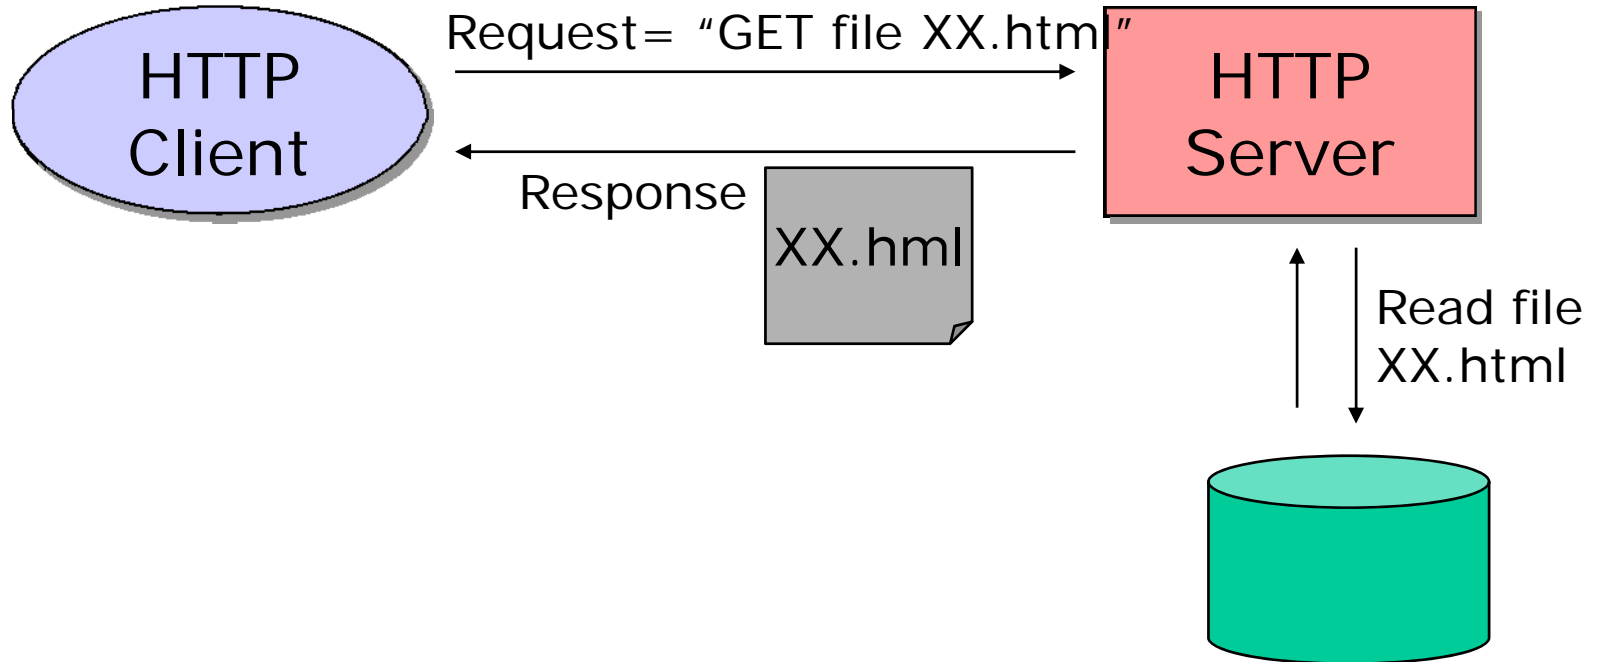 HTTP
Client
Request= “GET file XX.html”
HTTP
Server
Response
XX.hml
Read file
XX.html